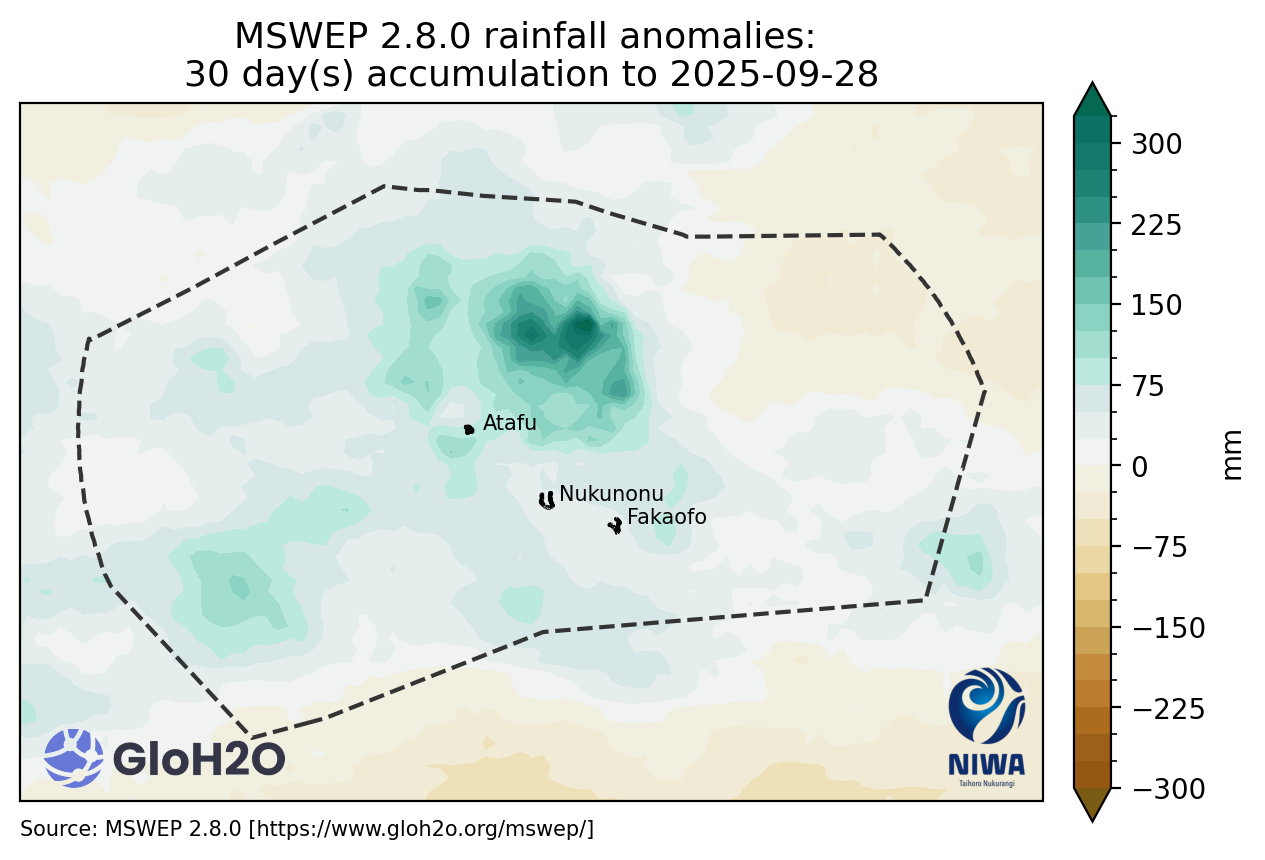 MSWEP 2.8.0 rainfall anomalies:
30 day(s) accumulation to 2025-09-28
300
225
150
75
0
−75
−150
−225
−300
mm
Atafu
Nukunonu
Fakaofo
GloH2O
NIWA
Taihoro Nukurangi
Source: MSWEP 2.8.0 [https://www.gloh2o.org/mswep/]